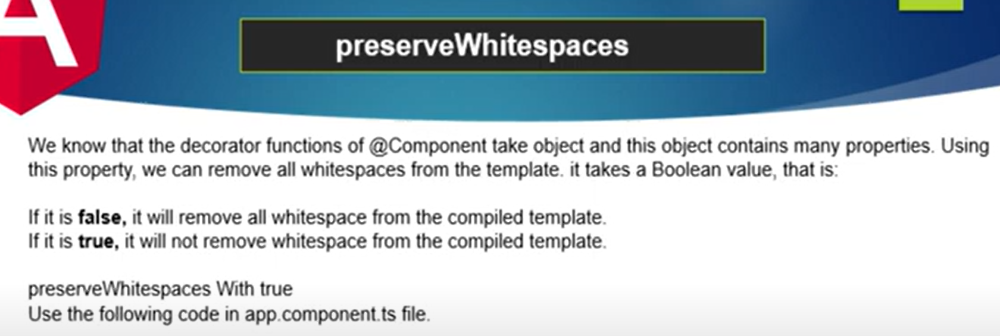 preserveWhitespaces
We know that the decorator functions of @Component take object and this object contains many properties. Using
this property, we can remove all whitespaces from the template. it takes a Boolean value, that is:
If it is false, it will remove all whitespace from the compiled template.
If it is true, it will not remove whitespace from the compiled template.
preserveWhitespaces With true
Use the following code in app.component.ts file.